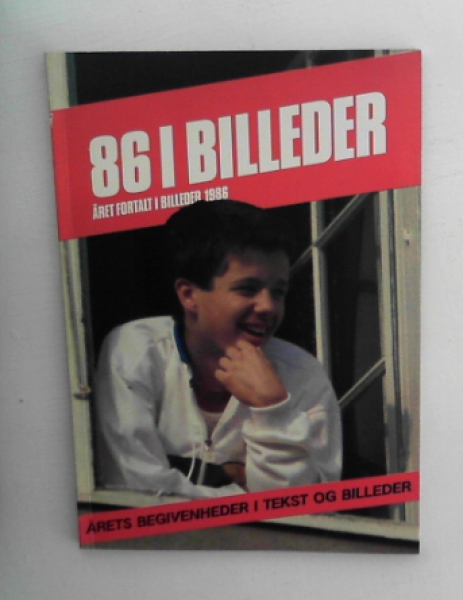 86 I BILLEDER
ÅRET FORTALT I BILLEDER 1986
ÅRETS BEGIVENHEDER I TEKST OG BILLEDER